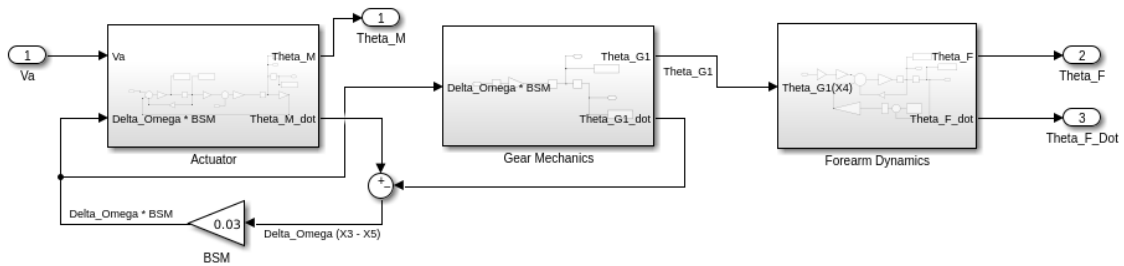 1
Va
Va
Delta_Omega * BSM
Theta_M
Theta_M_dot
Actuator
1
Theta_M
Delta_Omega * BSM
Theta_G1
Theta_G1_dot
Gear Mechanics
Theta_G1
Theta_G1(X4)
Theta_F
Theta_F_dot
Forearm Dynamics
2
Theta_F
3
Theta_F_Dot
+
−
Delta_Omega * BSM
0.03
BSM
Delta_Omega (X3 - X5)